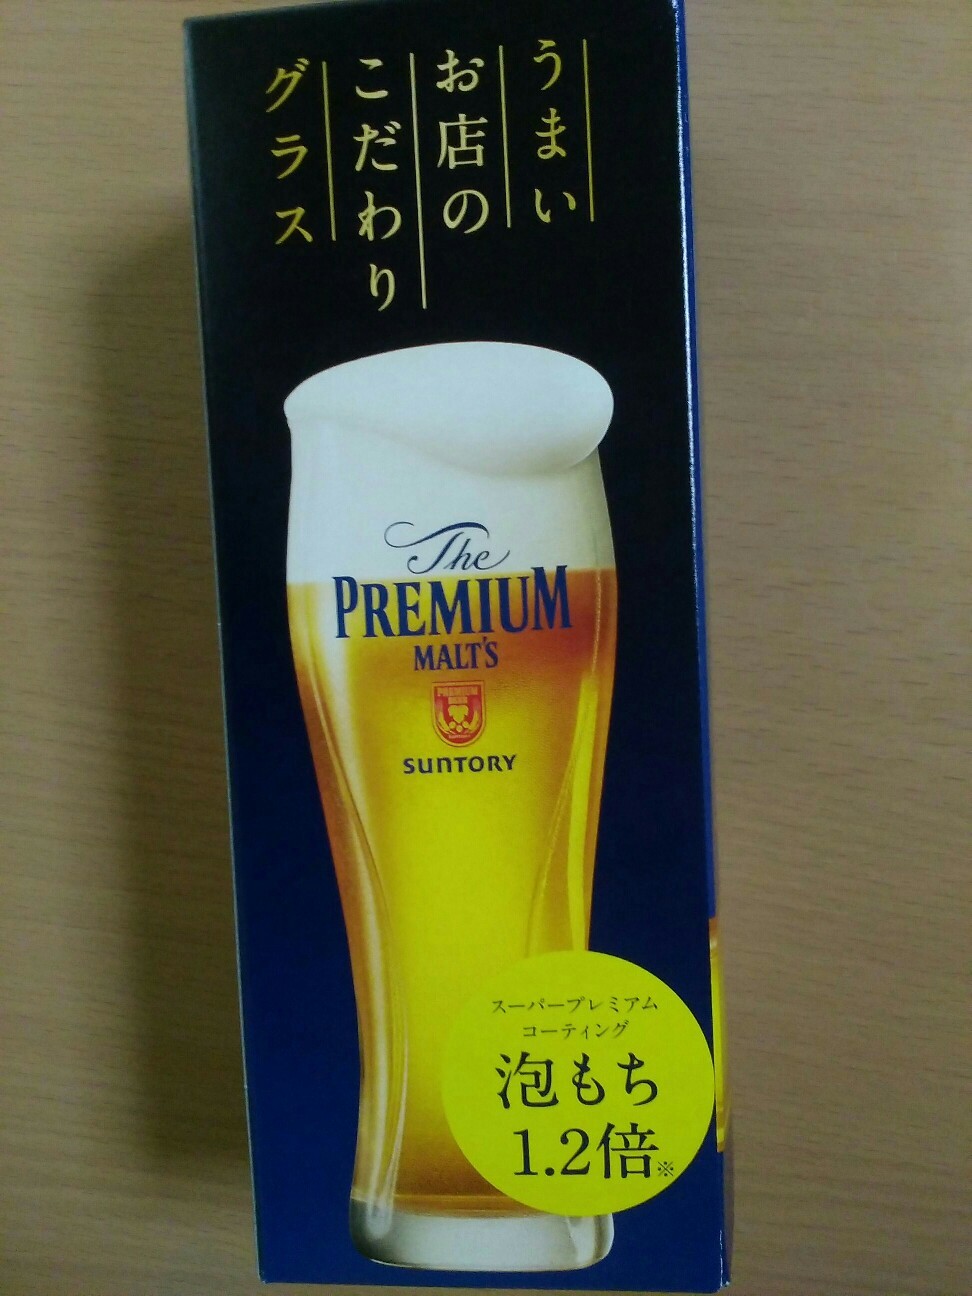 うまい
お店の
こだわり
グラス
The
PREMIUM
MALT'S
PREMIUM
SUNTORY
スーパープレミアム
コーティング
泡もち
1.2倍※